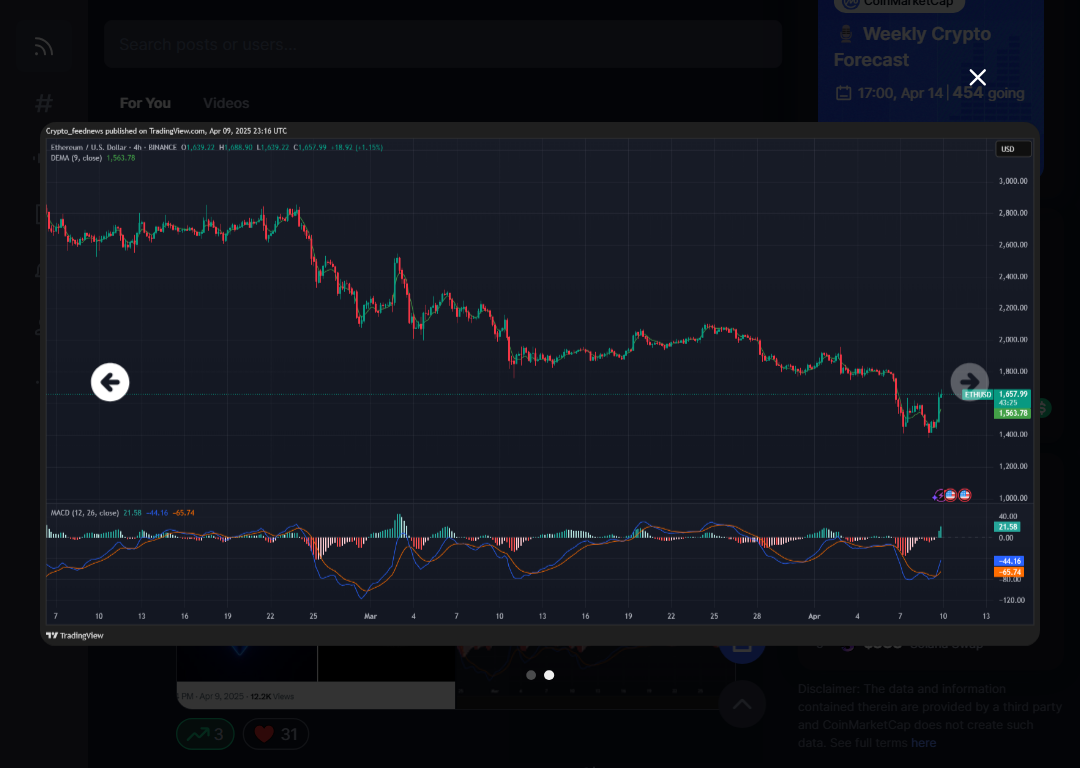 CoinMarketCap
Weekly Crypto
Forecast
17:00, Apr 14 | 454 going
Search posts or users...
For You
Videos
Crypto_feednews published on TradingView.com, Apr 09, 2025 23:16 UTC
Ethereum / U.S. Dollar · 4h · BINANCE O1,639.22 H1,688.90 L1,639.22 C1,657.99 +18.92 (+1.15%)
DEMA (9, close) 1,563.78
USD
3,000.00
2,800.00
2,600.00
2,400.00
2,200.00
2,000.00
1,800.00
ETHUSD 1,657.99
43:25
1,563.78
1,400.00
1,200.00
1,000.00
MACD (12, 26, close) 21.58 −44.16 −65.74
40.00
21.58
0.00
−44.16
−65.74
−80.00
−120.00
7 10 13 16 19 22 25 Mar 4 7 10 13 16 19 22 25 28 Apr 4 7 10 13
TradingView
PM · Apr 9, 2025 · 12.2K Views
3
31
Disclaimer: The data and information
contained therein are provided by a third party
and CoinMarketCap does not create such
data. See full terms here